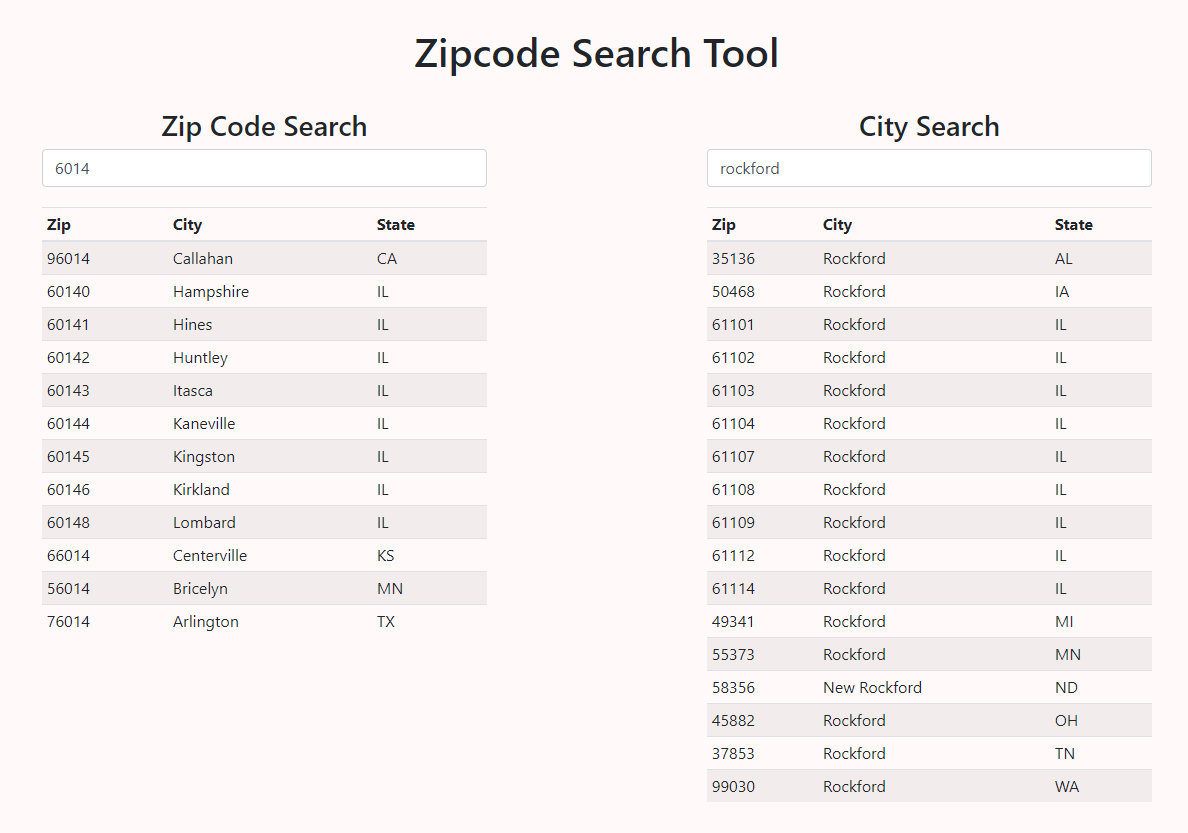 Zipcode Search Tool
Zip Code Search
6014
Zip City State
96014 Callahan CA
60140 Hampshire IL
60141 Hines IL
60142 Huntley IL
60143 Itasca IL
60144 Kaneville IL
60145 Kingston IL
60146 Kirkland IL
60148 Lombard IL
66014 Centerville KS
56014 Bricelyn MN
76014 Arlington TX
City Search
rockford
Zip City State
35136 Rockford AL
50468 Rockford IA
61101 Rockford IL
61102 Rockford IL
61103 Rockford IL
61104 Rockford IL
61107 Rockford IL
61108 Rockford IL
61109 Rockford IL
61112 Rockford IL
61114 Rockford IL
49341 Rockford MI
55373 Rockford MN
58356 New Rockford ND
45882 Rockford OH
37853 Rockford TN
99030 Rockford WA